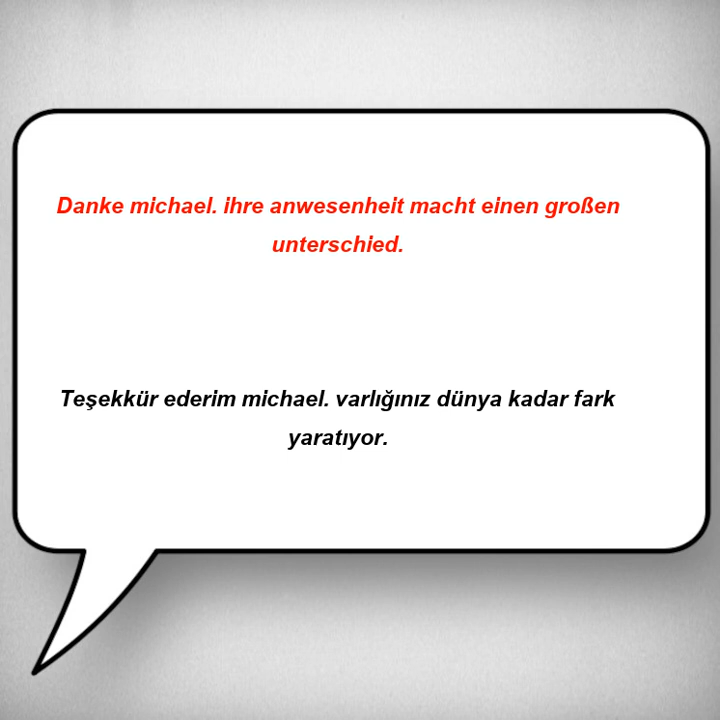 Danke michael. ihre anwesenheit macht einen großen
unterschied.
Teşekkür ederim michael. varlığınız dünya kadar fark
yaratıyor.